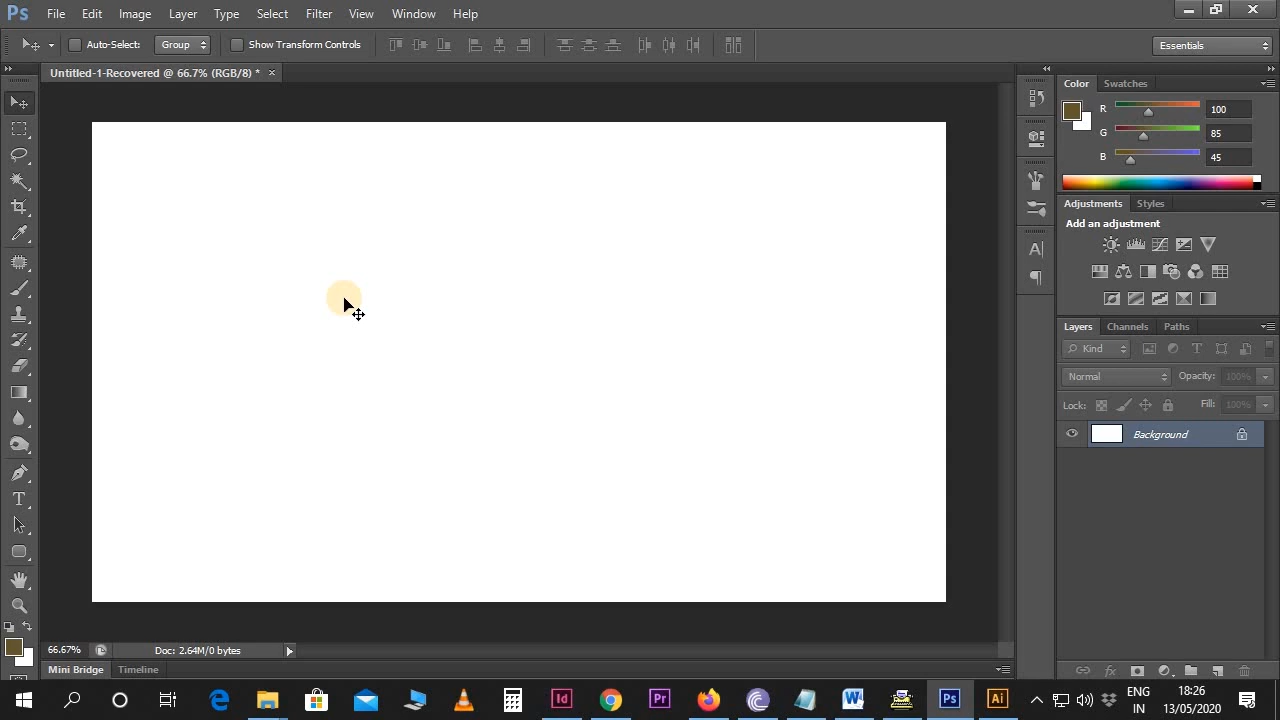 Ps File Edit Image Layer Type Select Filter View Window Help
Auto-Select: Group Show Transform Controls Essentials
Untitled-1-Recovered @ 66.7% (RGB/8) * ×
Color Swatches
R 100
G 85
B 45
Adjustments Styles
Add an adjustment
Layers Channels Paths
Kind T
Normal Opacity: 100%
Lock: Fill: 100%
Background
A
T
66.67% Doc: 2.64M/0 bytes
Mini Bridge Timeline
fx
Id Pr W Ps Ai
ENG
IN
18:26
13/05/2020